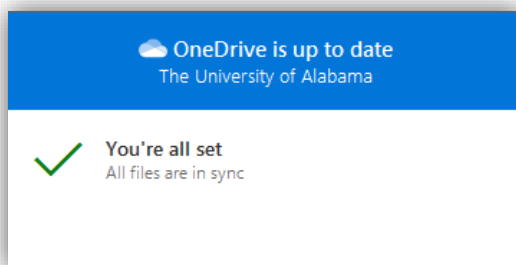 OneDrive is up to date
The University of Alabama
You're all set
All files are in sync